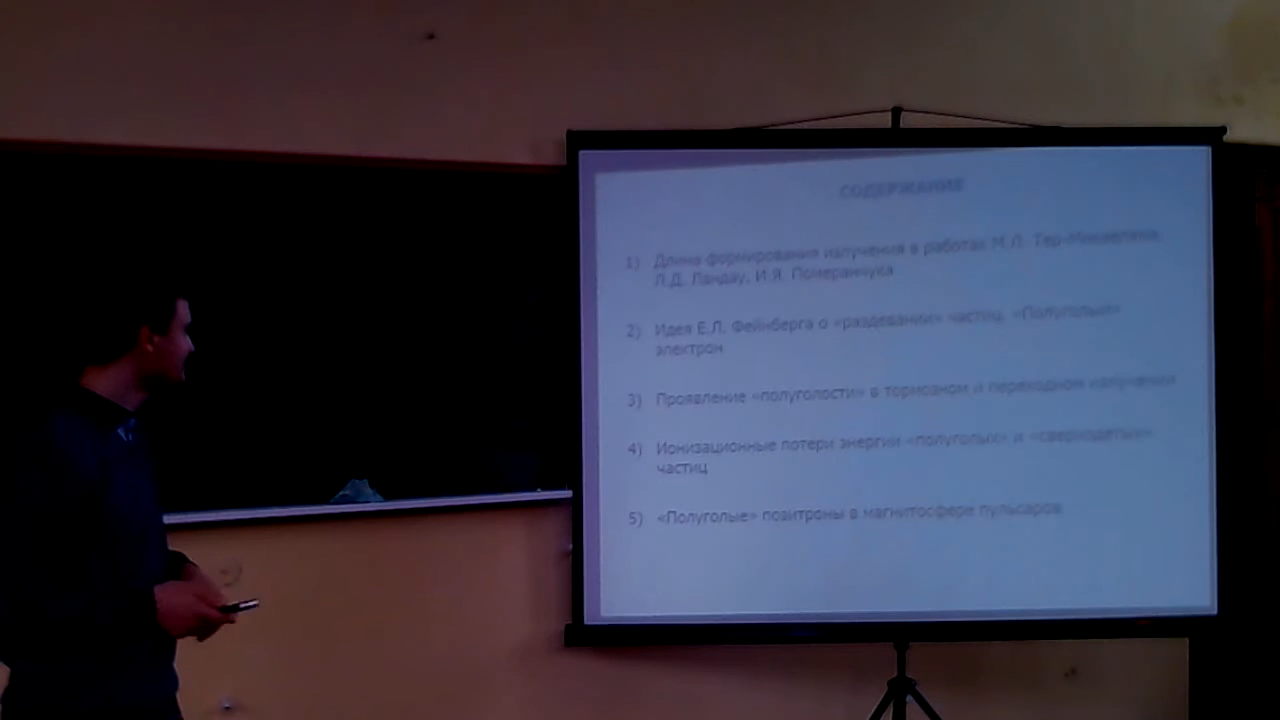 СОДЕРЖАНИЕ
1) Длина формирования излучения в работах М.Л. Тер-Микаеляна,
Л.Д. Ландау, И.Я. Померанчука
2) Идея Е.Л. Фейнберга о «раздевании» частиц. «Полуголый»
электрон
3) Проявление «полуголости» в тормозном и переходном излучении
4) Ионизационные потери энергии «полуголых» и «сверходетых»
частиц
5) «Полуголые» позитроны в магнитосфере пульсаров